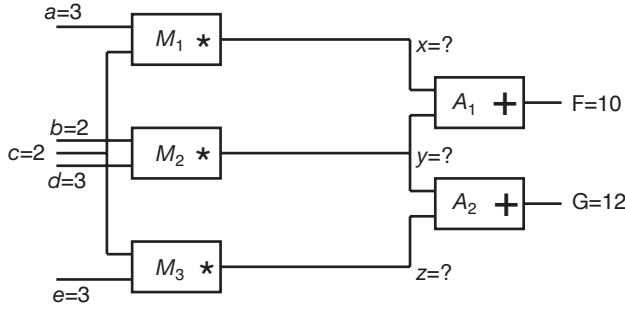 a=3
M1 *
x=?
A1 +
F=10
b=2
c=2
M2 *
d=3
y=?
A2 +
G=12
M3 *
e=3
z=?